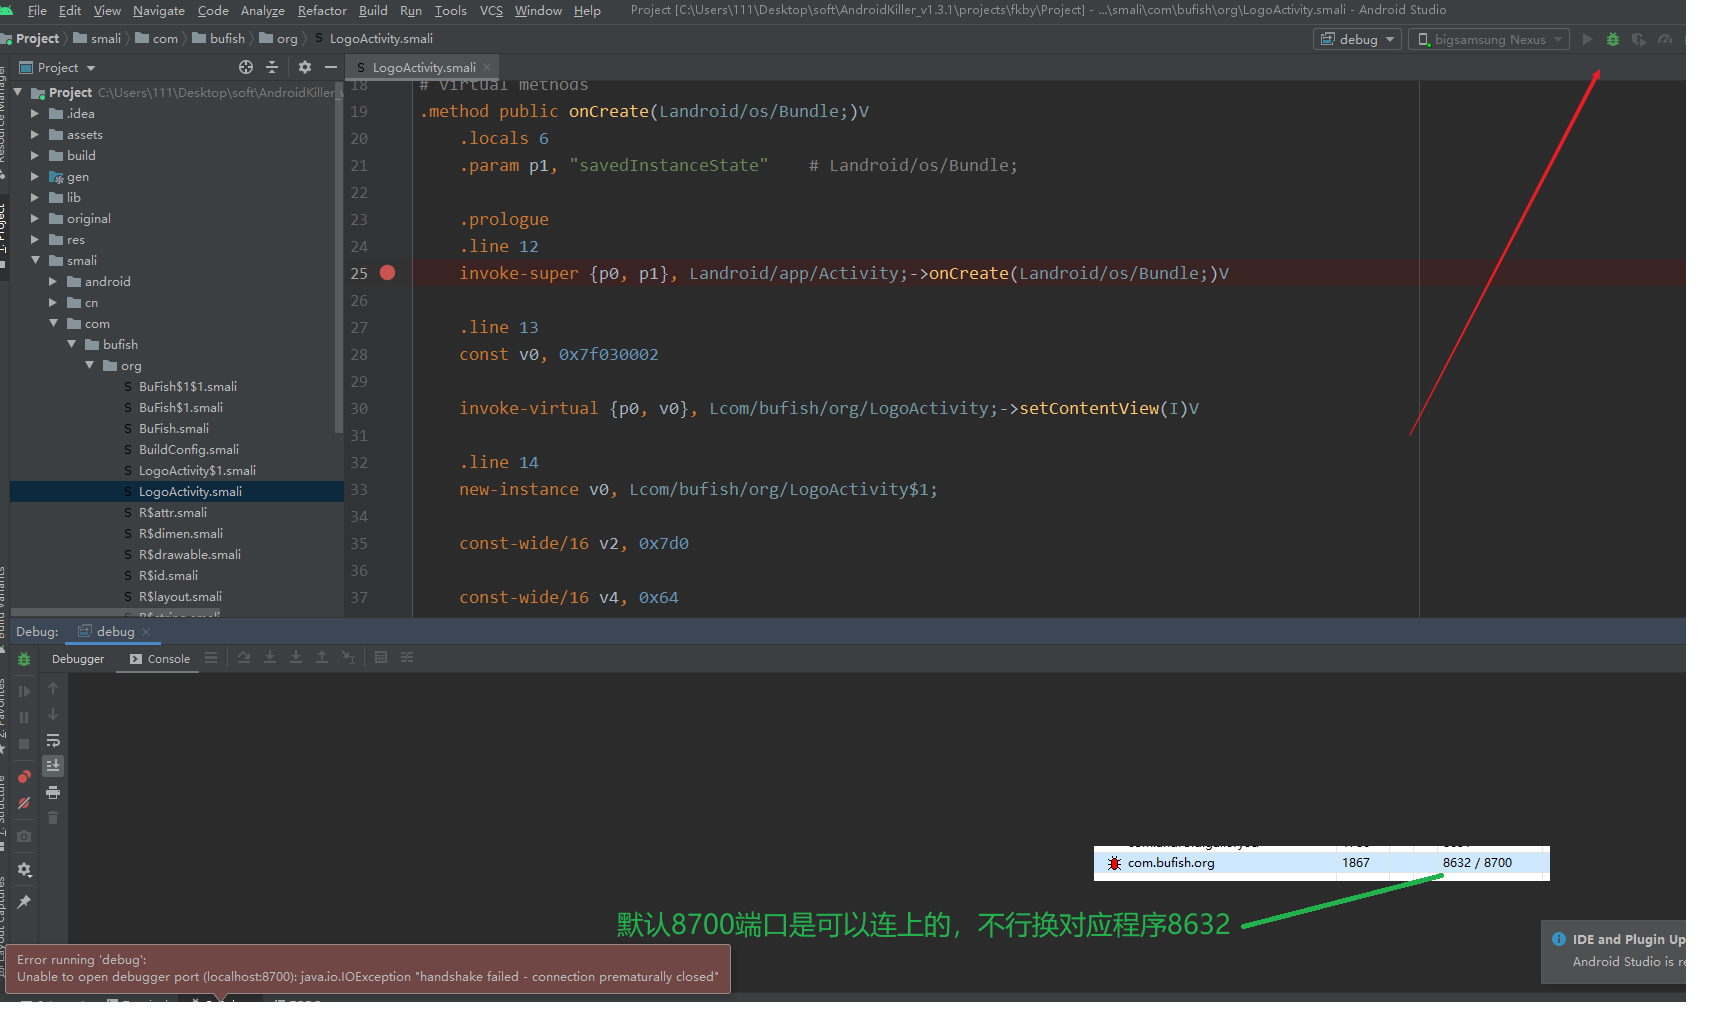 File Edit View Navigate Code Analyze Refactor Build Run Tools VCS Window Help Project [C:\Users\111\Desktop\soft\AndroidKiller_v1.3.1\projects\fkby\Project] - ...\smali\com\bufish\org\LogoActivity.smali - Android Studio
Project smali com bufish org LogoActivity.smali debug bigsamsung Nexus
Project
LogoActivity.smali
Project C:\Users\111\Desktop\soft\AndroidKiller_v
.idea
assets
build
gen
lib
original
res
smali
android
cn
com
bufish
org
BuFish$1$1.smali
BuFish$1.smali
BuFish.smali
BuildConfig.smali
LogoActivity$1.smali
LogoActivity.smali
R$attr.smali
R$dimen.smali
R$drawable.smali
R$id.smali
R$layout.smali
R$string.smali
18 # virtual methods
19 .method public onCreate(Landroid/os/Bundle;)V
20 .locals 6
21 .param p1, "savedInstanceState" # Landroid/os/Bundle;
22
23 .prologue
24 .line 12
25 invoke-super {p0, p1}, Landroid/app/Activity;->onCreate(Landroid/os/Bundle;)V
26
27 .line 13
28 const v0, 0x7f030002
29
30 invoke-virtual {p0, v0}, Lcom/bufish/org/LogoActivity;->setContentView(I)V
31
32 .line 14
33 new-instance v0, Lcom/bufish/org/LogoActivity$1;
34
35 const-wide/16 v2, 0x7d0
36
37 const-wide/16 v4, 0x64
Debug: debug
Debugger Console
com.bufish.org 1867 8632 / 8700
默认8700端口是可以连上的，不行换对应程序8632
IDE and Plugin Up
Android Studio is re
Error running 'debug':
Unable to open debugger port (localhost:8700): java.io.IOException "handshake failed - connection prematurally closed"